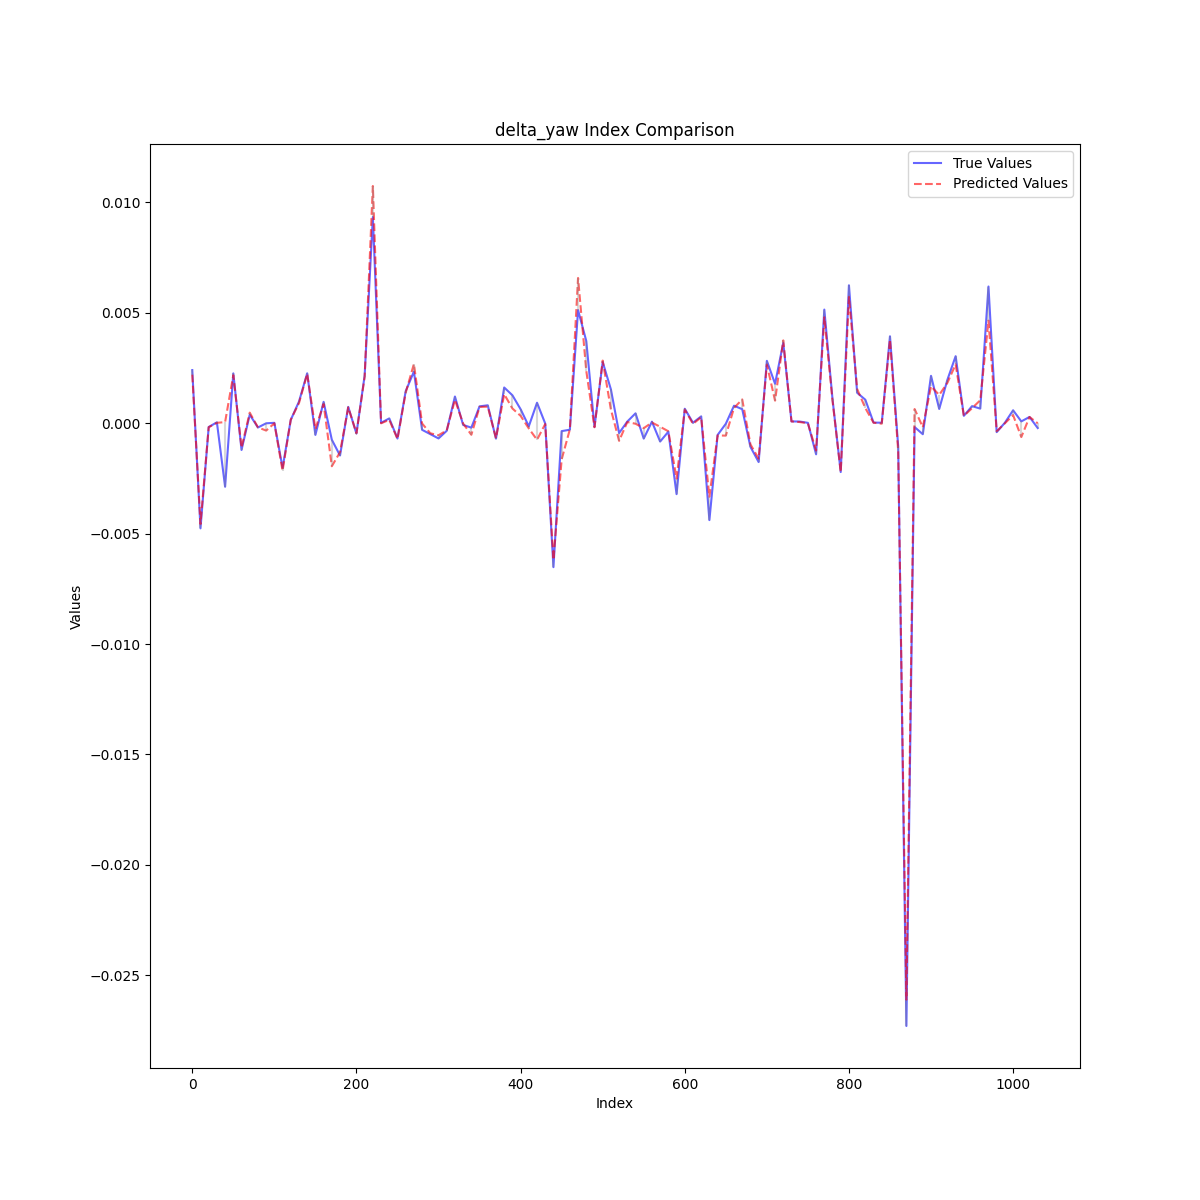 delta_yaw Index Comparison
True Values
Predicted Values
0.010
0.005
0.000
−0.005
−0.010
−0.015
−0.020
−0.025
Values
0 200 400 600 800 1000
Index